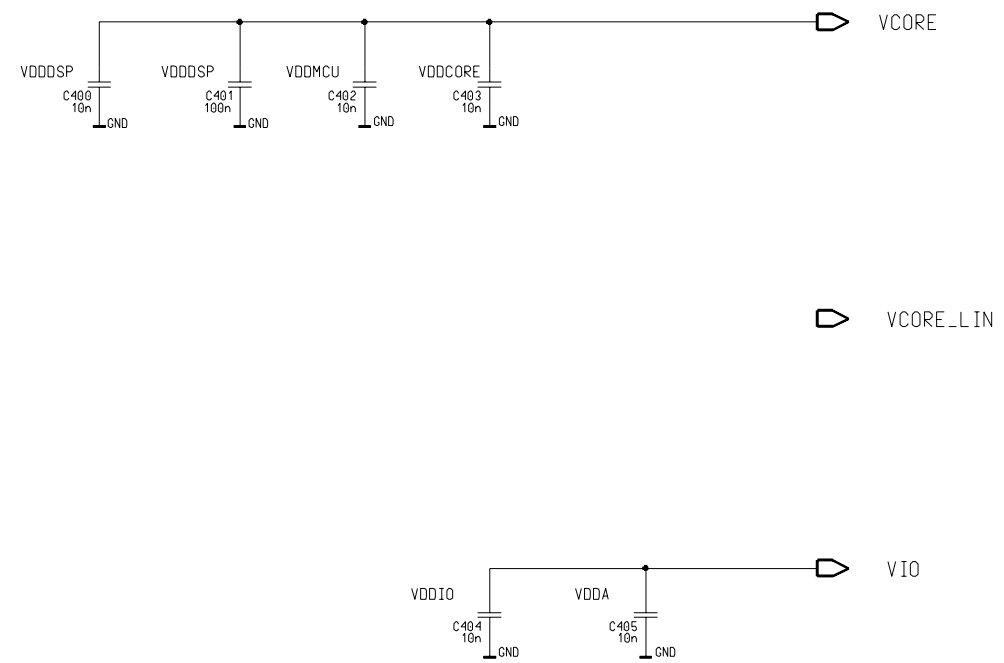 VCORE
VDDDSP
C400
10n
GND
VDDDSP
C401
100n
GND
VDDMCU
C402
10n
GND
VDDCORE
C403
10n
GND
VCORE_LIN
VIO
VDDIO
C404
10n
GND
VDDA
C405
10n
GND